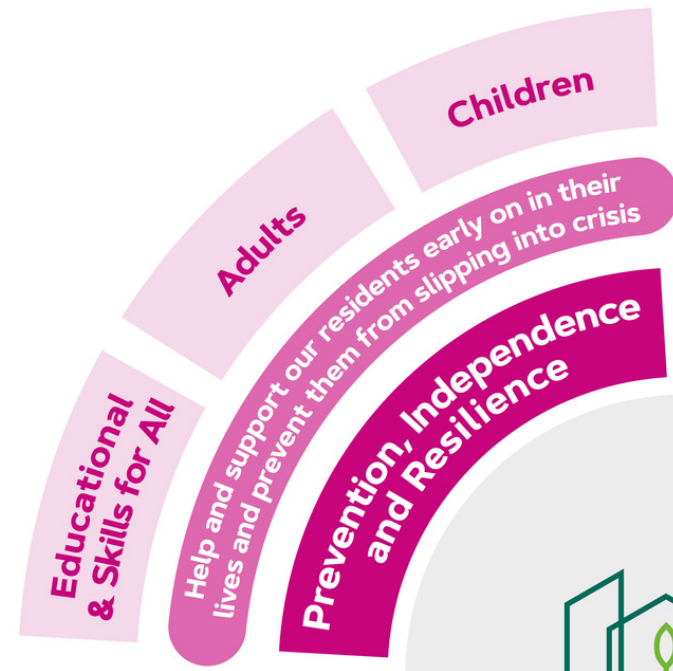 Children
Adults
Educational
& Skills for All
Help and support our residents early on in their
lives and prevent them from slipping into crisis
Prevention, Independence
and Resilience